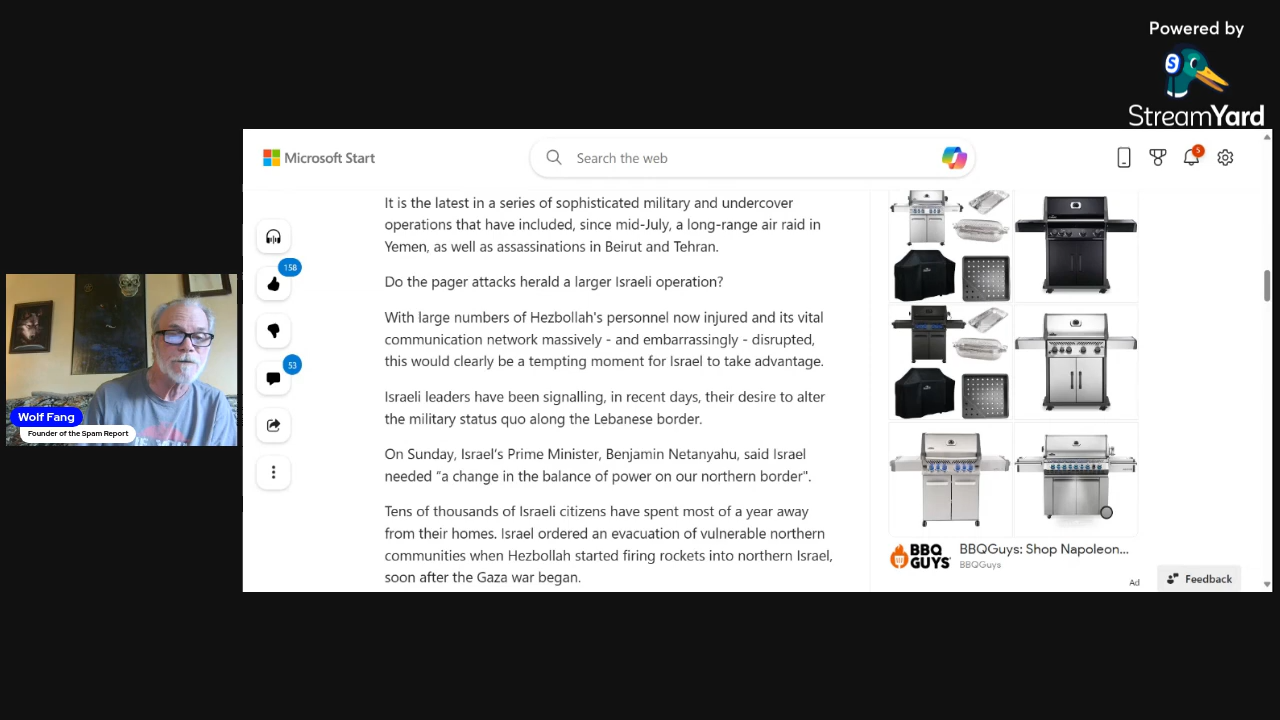 Powered by
StreamYard
Microsoft Start
Search the web
5
It is the latest in a series of sophisticated military and undercover
operations that have included, since mid-July, a long-range air raid in
Yemen, as well as assassinations in Beirut and Tehran.
158
Do the pager attacks herald a larger Israeli operation?
With large numbers of Hezbollah's personnel now injured and its vital
communication network massively - and embarrassingly - disrupted,
this would clearly be a tempting moment for Israel to take advantage.
53
Israeli leaders have been signalling, in recent days, their desire to alter
the military status quo along the Lebanese border.
Wolf Fang
Founder of the Spam Report
On Sunday, Israel’s Prime Minister, Benjamin Netanyahu, said Israel
needed “a change in the balance of power on our northern border".
Tens of thousands of Israeli citizens have spent most of a year away
from their homes. Israel ordered an evacuation of vulnerable northern
communities when Hezbollah started firing rockets into northern Israel,
soon after the Gaza war began.
BBQ GUYS
BBQGuys: Shop Napoleon...
BBQGuys
Ad
Feedback